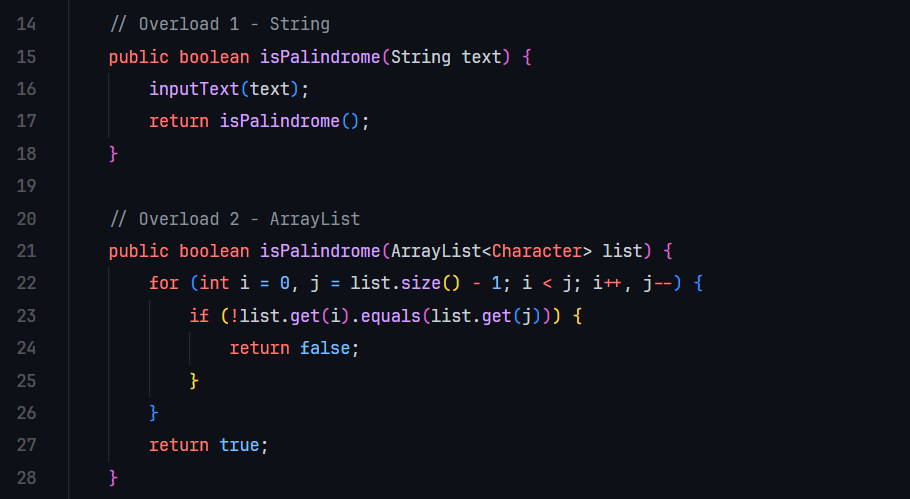 14 // Overload 1 - String
15 public boolean isPalindrome(String text) {
16 inputText(text);
17 return isPalindrome();
18 }
19
20 // Overload 2 - ArrayList
21 public boolean isPalindrome(ArrayList<Character> list) {
22 for (int i = 0, j = list.size() - 1; i < j; i++, j--) {
23 if (!list.get(i).equals(list.get(j))) {
24 return false;
25 }
26 }
27 return true;
28 }